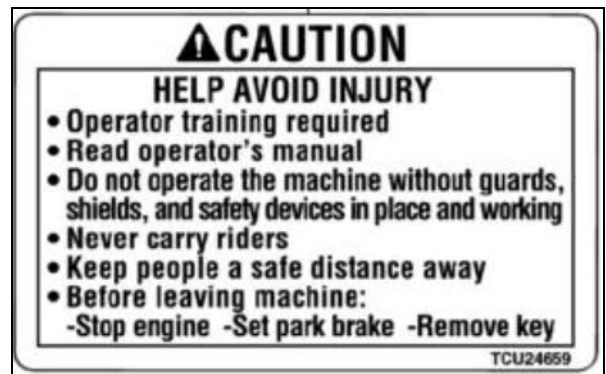 CAUTION
HELP AVOID INJURY
• Operator training required
• Read operator's manual
• Do not operate the machine without guards,
shields, and safety devices in place and working
• Never carry riders
• Keep people a safe distance away
• Before leaving machine:
-Stop engine -Set park brake -Remove key
TCU24659